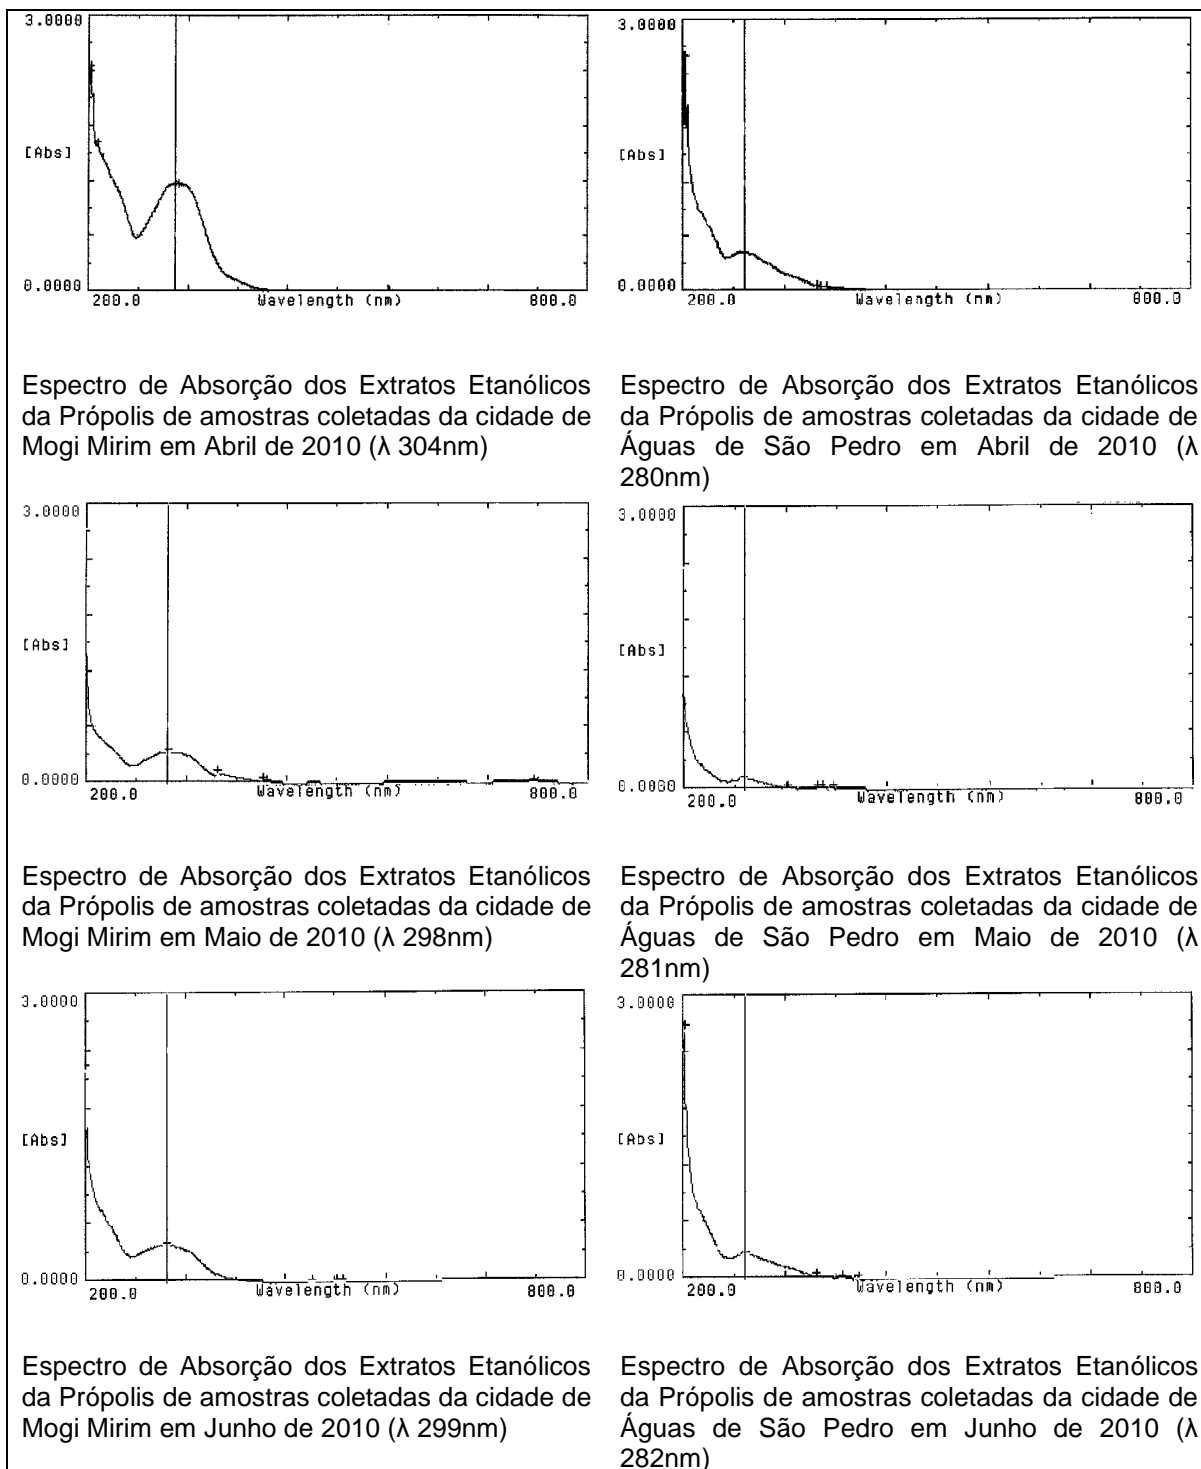 3.0000
[Abs]
0.0000
200.0 Wavelength (nm) 800.0
Espectro de Absorção dos Extratos Etanólicos
da Própolis de amostras coletadas da cidade de
Mogi Mirim em Abril de 2010 (λ 304nm)
3.0000
[Abs]
0.0000
200.0 Wavelength (nm) 800.0
Espectro de Absorção dos Extratos Etanólicos
da Própolis de amostras coletadas da cidade de
Águas de São Pedro em Abril de 2010 (λ
280nm)
3.0000
[Abs]
0.0000
200.0 Wavelength (nm) 800.0
Espectro de Absorção dos Extratos Etanólicos
da Própolis de amostras coletadas da cidade de
Mogi Mirim em Maio de 2010 (λ 298nm)
3.0000
[Abs]
0.0000
200.0 Wavelength (nm) 800.0
Espectro de Absorção dos Extratos Etanólicos
da Própolis de amostras coletadas da cidade de
Águas de São Pedro em Maio de 2010 (λ
281nm)
3.0000
[Abs]
0.0000
200.0 Wavelength (nm) 800.0
Espectro de Absorção dos Extratos Etanólicos
da Própolis de amostras coletadas da cidade de
Mogi Mirim em Junho de 2010 (λ 299nm)
3.0000
[Abs]
0.0000
200.0 Wavelength (nm) 800.0
Espectro de Absorção dos Extratos Etanólicos
da Própolis de amostras coletadas da cidade de
Águas de São Pedro em Junho de 2010 (λ
282nm)